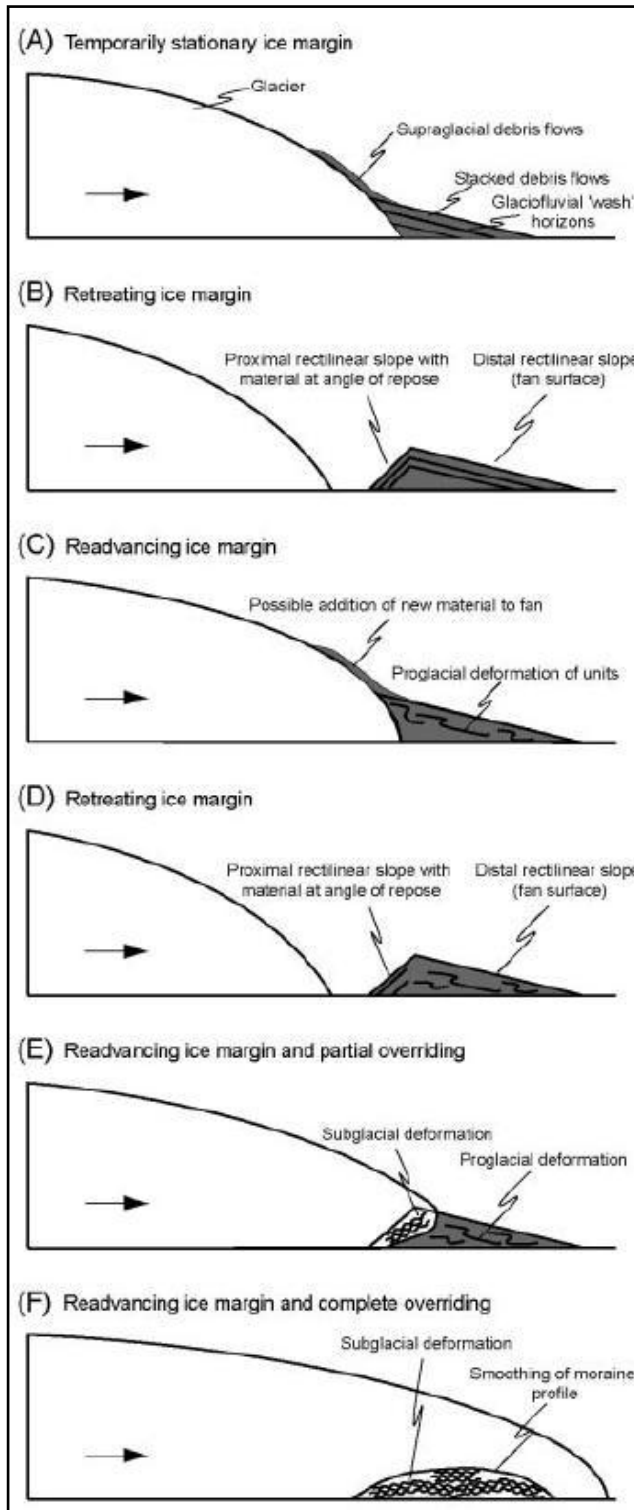 (A) Temporarily stationary ice margin
Glacier
Supraglacial debris flows
Stacked debris flows
Glaciofluvial 'wash'
horizons
(B) Retreating ice margin
Proximal rectilinear slope with
material at angle of repose
Distal rectilinear slope
(fan surface)
(C) Readvancing ice margin
Possible addition of new material to fan
Proglacial deformation of units
(D) Retreating ice margin
Proximal rectilinear slope with
material at angle of repose
Distal rectilinear slope
(fan surface)
(E) Readvancing ice margin and partial overriding
Subglacial deformation
Proglacial deformation
(F) Readvancing ice margin and complete overriding
Subglacial deformation
Smoothing of moraine
profile